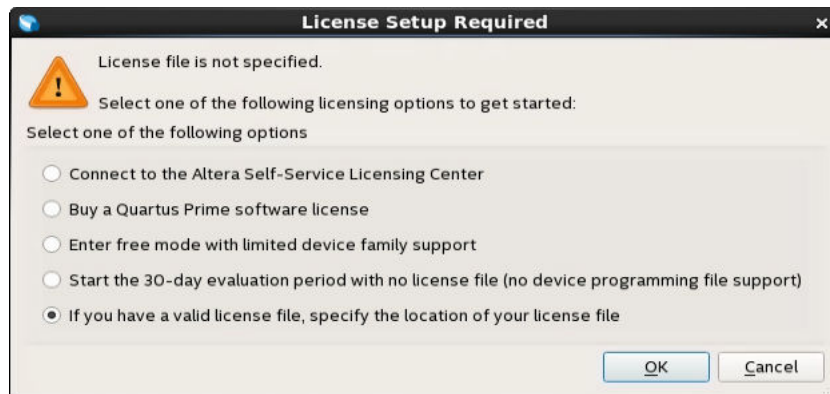 License Setup Required
License file is not specified.
Select one of the following licensing options to get started:
Select one of the following options
Connect to the Altera Self-Service Licensing Center
Buy a Quartus Prime software license
Enter free mode with limited device family support
Start the 30-day evaluation period with no license file (no device programming file support)
If you have a valid license file, specify the location of your license file
OK Cancel